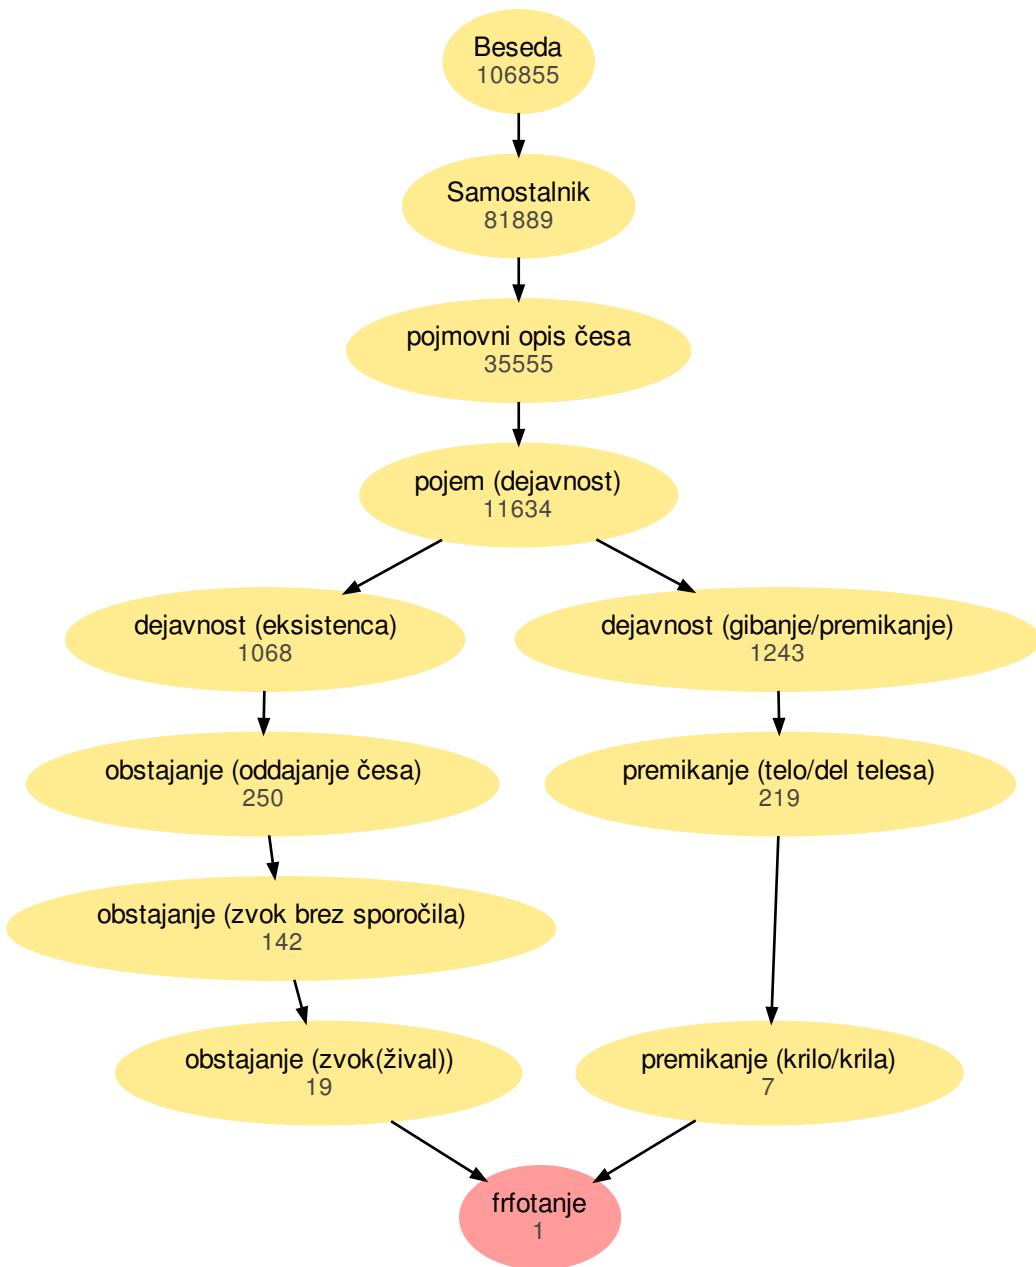 Beseda
106855
Samostalnik
81889
pojmovni opis česa
35555
pojem (dejavnost)
11634
dejavnost (eksistenca)
1068
dejavnost (gibanje/premikanje)
1243
obstajanje (oddajanje česa)
250
premikanje (telo/del telesa)
219
obstajanje (zvok brez sporočila)
142
obstajanje (zvok(žival))
19
premikanje (krilo/krila)
7
frfotanje
1